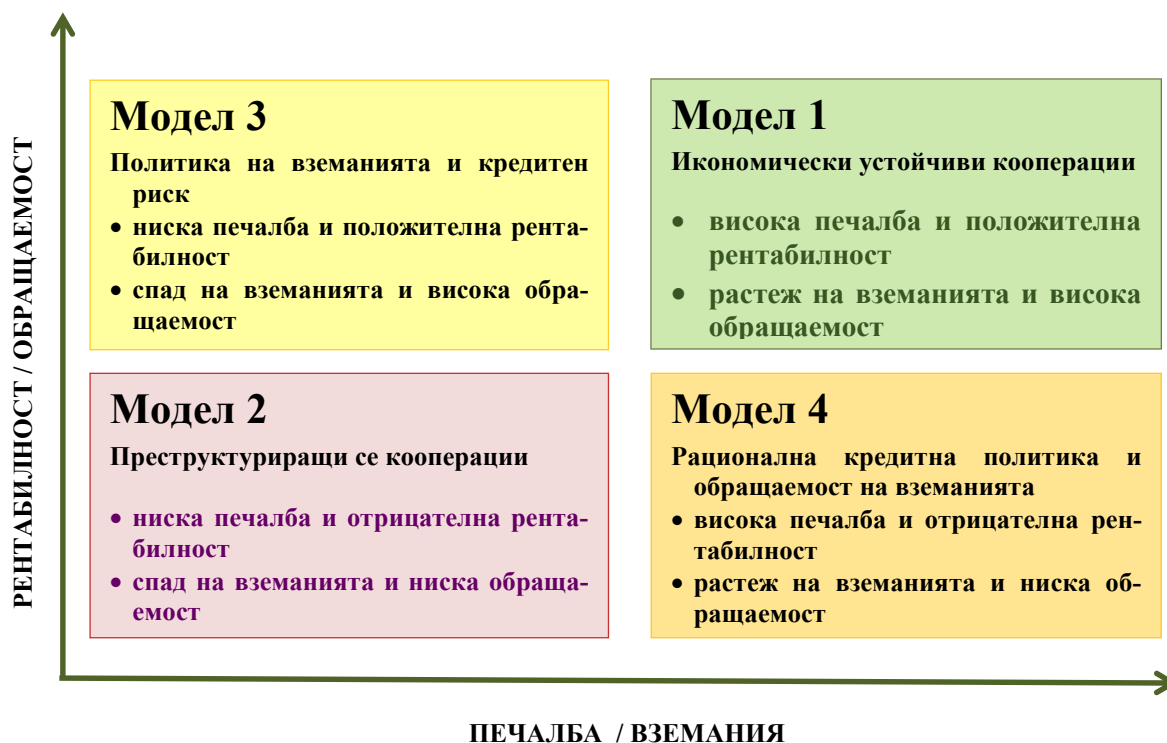 РЕНТАБИЛНОСТ / ОБРАЩАЕМОСТ
Модел 3
Политика на вземанията и кредитен
риск
• ниска печалба и положителна рента-
билност
• спад на вземанията и висока обра-
щаемост
Модел 1
Икономически устойчиви кооперации
• висока печалба и положителна
рентабилност
• растеж на вземанията и висока
обращаемост
Модел 2
Преструктуриращи се кооперации
• ниска печалба и отрицателна рента-
билност
• спад на вземанията и ниска обраща-
емост
Модел 4
Рационална кредитна политика и
обращаемост на вземанията
• висока печалба и отрицателна рен-
табилност
• растеж на вземанията и ниска об-
ращаемост
ПЕЧАЛБА / ВЗЕМАНИЯ